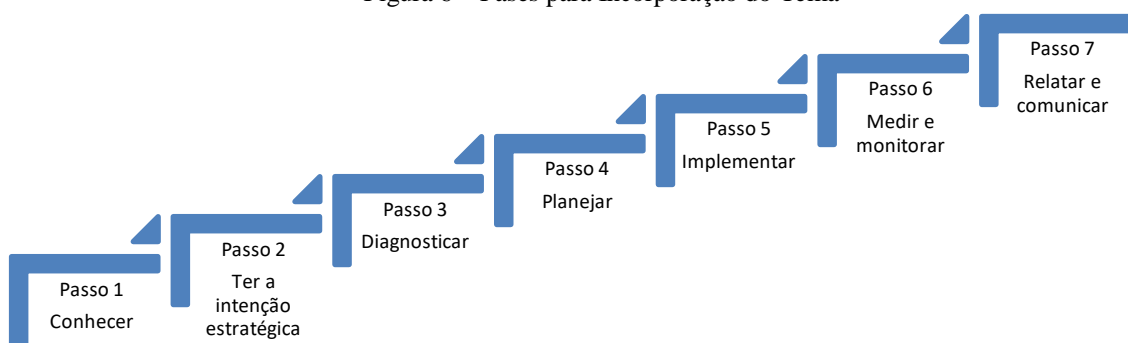 Passo 1
Conhecer
Passo 2
Ter a
intenção
estratégica
Passo 3
Diagnosticar
Passo 4
Planejar
Passo 5
Implementar
Passo 6
Medir e
monitorar
Passo 7
Relatar e
comunicar